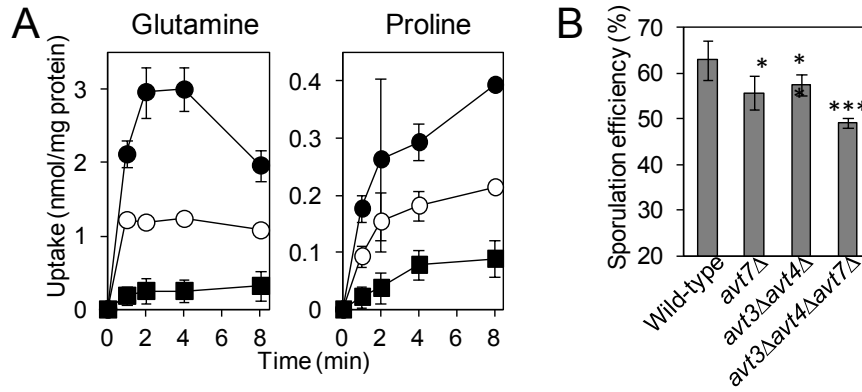 A
Glutamine
Proline
Uptake (nmol/mg protein)
3
2
1
0
0 2 4 6 8
0.4
0.3
0.2
0.1
0
0 2 4 6 8
Time (min)
B
Sporulation efficiency (%)
70
60
50
40
30
20
*
*
*
***
Wild-type
avt7Δ
avt3Δavt4Δ
avt3Δavt4Δavt7Δ